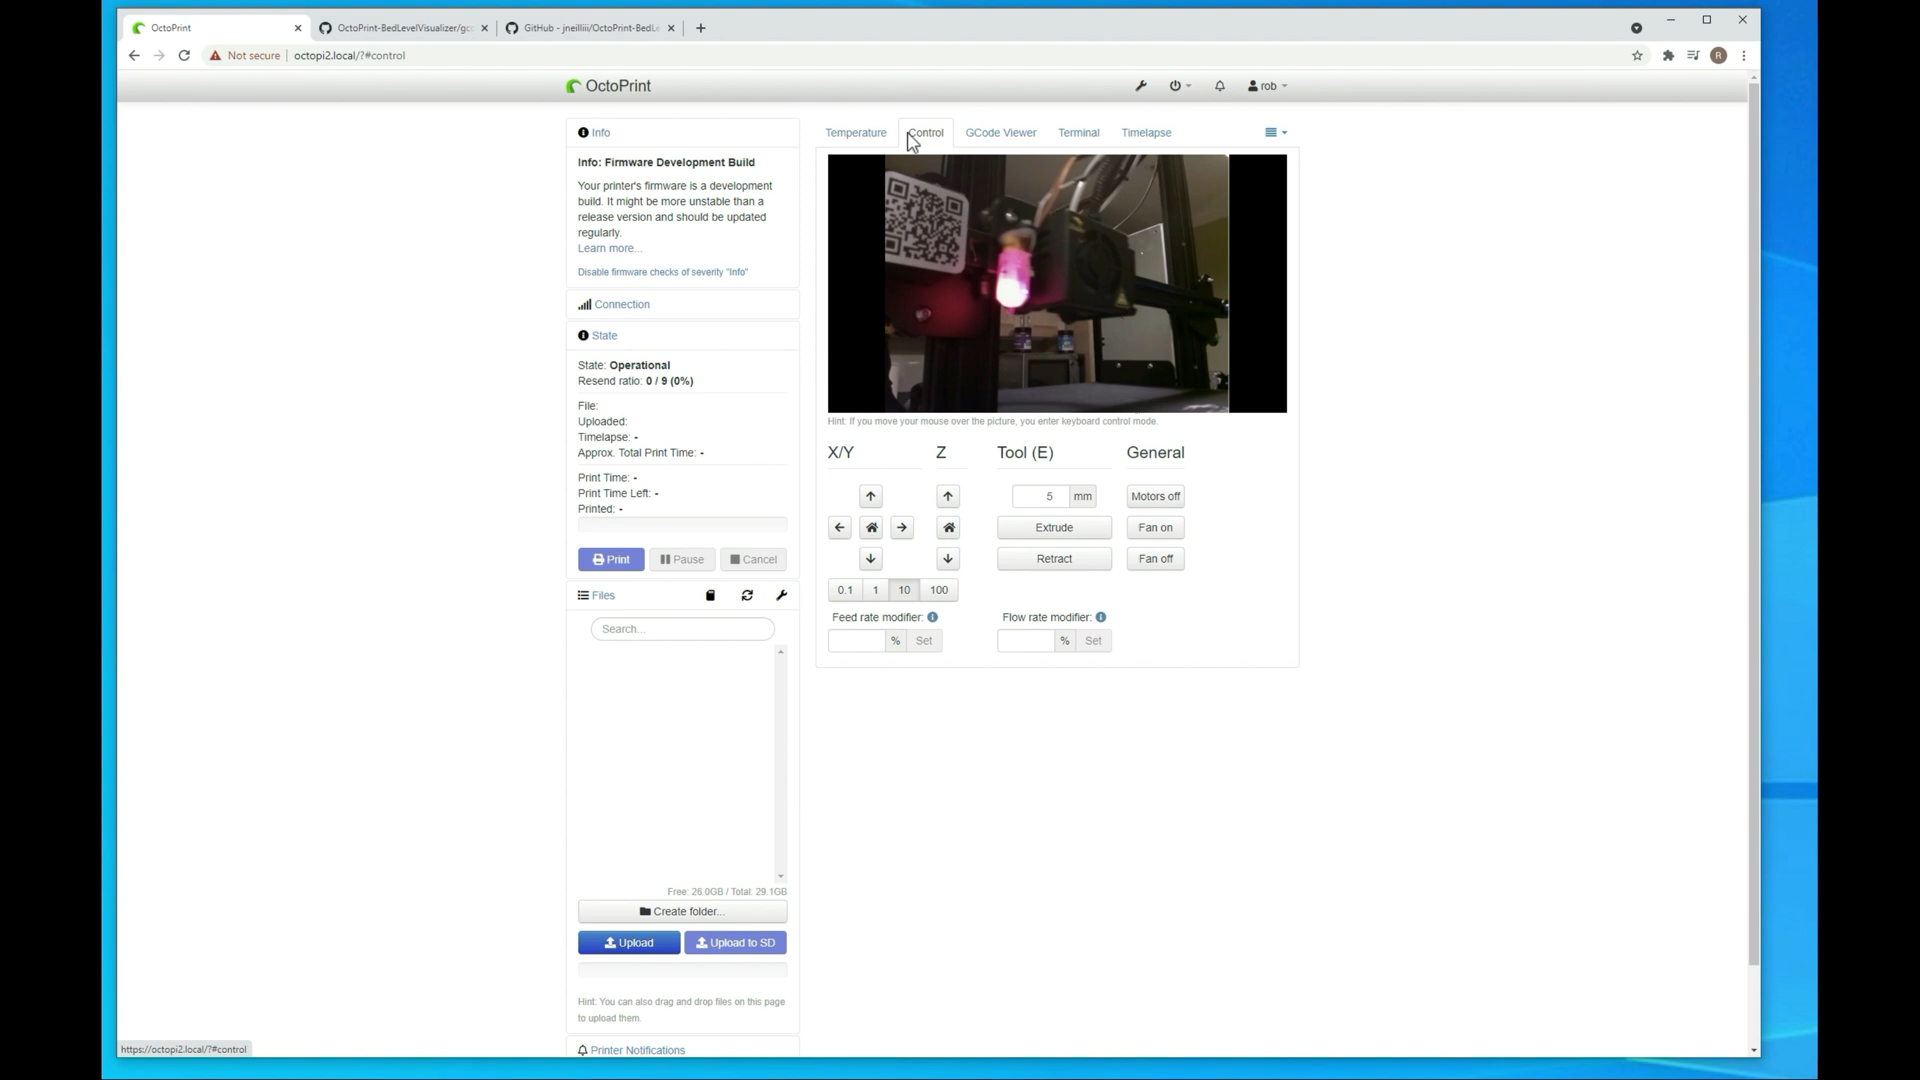 OctoPrint
OctoPrint-BedLevelVisualizer/gc
GitHub - jneilliii/OctoPrint-BedLe
Not secure
octopi2.local/?#control
R
OctoPrint
rob
Info
Info: Firmware Development Build
Your printer's firmware is a development
build. It might be more unstable than a
release version and should be updated
regularly.
Learn more...
Disable firmware checks of severity "Info"
Connection
State
State: Operational
Resend ratio: 0 / 9 (0%)
File:
Uploaded:
Timelapse: -
Approx. Total Print Time: -
Print Time: -
Print Time Left: -
Printed: -
Print
Pause
Cancel
Files
Search...
Free: 26.0GB / Total: 29.1GB
Create folder...
Upload
Upload to SD
Hint: You can also drag and drop files on this page
to upload them.
Printer Notifications
Temperature
Control
GCode Viewer
Terminal
Timelapse
Hint: If you move your mouse over the picture, you enter keyboard control mode.
X/Y
Z
Tool (E)
General
5 mm
Motors off
Extrude
Fan on
Retract
Fan off
0.1 1 10 100
Feed rate modifier:
Flow rate modifier:
% Set
% Set
https://octopi2.local/?#control